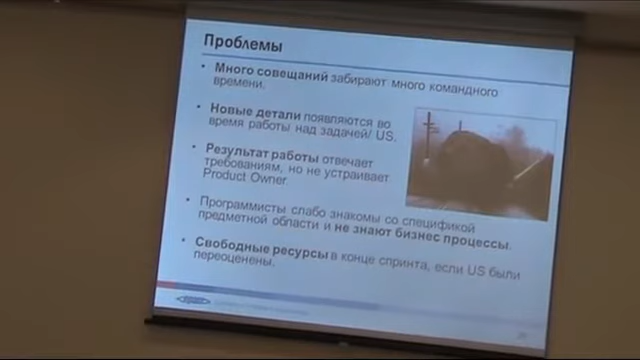 Проблемы
• Много совещаний забирают много командного
времени.
• Новые детали появляются во
время работы над задачей/ US.
• Результат работы отвечает
требованиям, но не устраивает
Product Owner
• Программисты слабо знакомы со спецификой
предметной области и не знают бизнес процессы.
• Свободные ресурсы в конце спринта, если US были
переоценены.